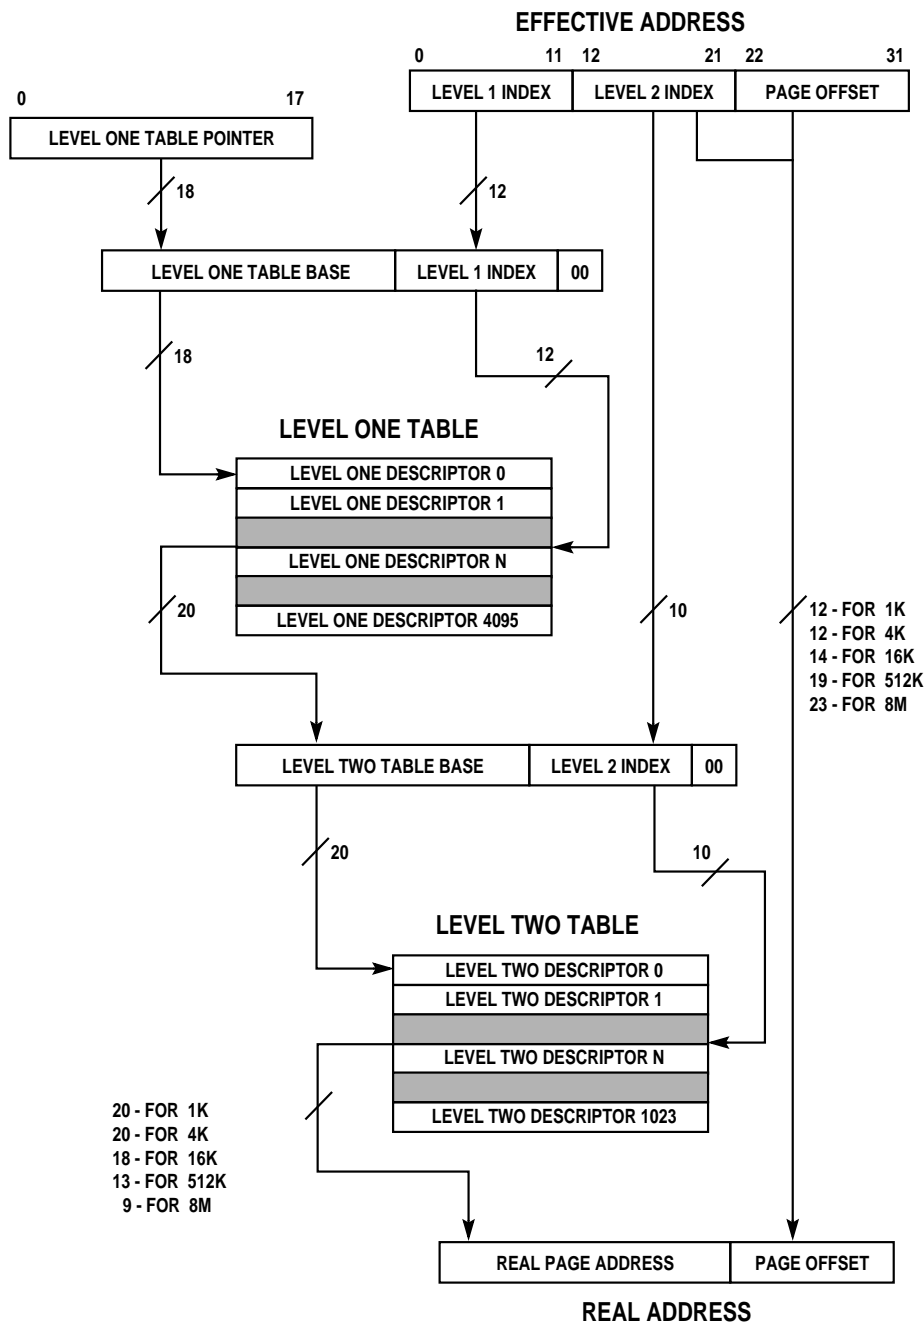 EFFECTIVE ADDRESS
0 11 12 21 22 31
LEVEL 1 INDEX LEVEL 2 INDEX PAGE OFFSET
0 17
LEVEL ONE TABLE POINTER
18 12
LEVEL ONE TABLE BASE LEVEL 1 INDEX 00
18 12
LEVEL ONE TABLE
LEVEL ONE DESCRIPTOR 0
LEVEL ONE DESCRIPTOR 1
LEVEL ONE DESCRIPTOR N
LEVEL ONE DESCRIPTOR 4095
20 10
12 - FOR 1K
12 - FOR 4K
14 - FOR 16K
19 - FOR 512K
23 - FOR 8M
LEVEL TWO TABLE BASE LEVEL 2 INDEX 00
20 10
LEVEL TWO TABLE
LEVEL TWO DESCRIPTOR 0
LEVEL TWO DESCRIPTOR 1
LEVEL TWO DESCRIPTOR N
LEVEL TWO DESCRIPTOR 1023
20 - FOR 1K
20 - FOR 4K
18 - FOR 16K
13 - FOR 512K
9 - FOR 8M
REAL PAGE ADDRESS PAGE OFFSET
REAL ADDRESS